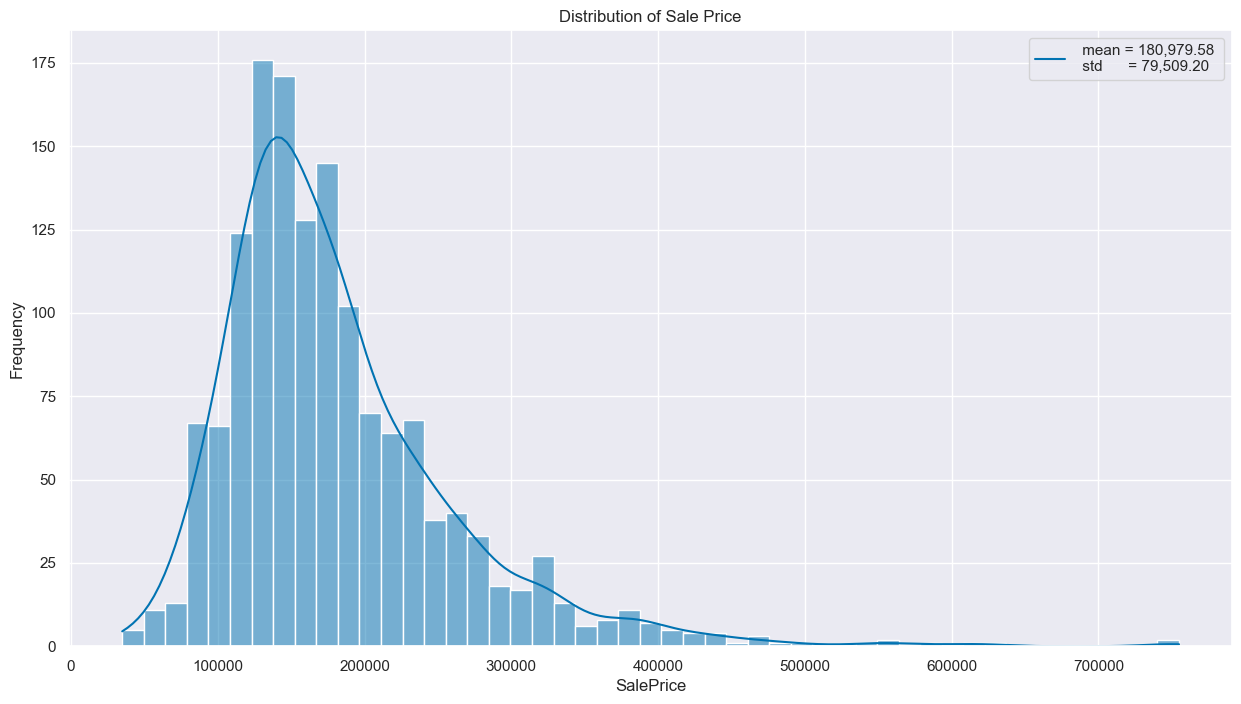 Distribution of Sale Price
mean = 180,979.58
std = 79,509.20
175
150
125
100
75
50
25
0
Frequency
0 100000 200000 300000 400000 500000 600000 700000
SalePrice